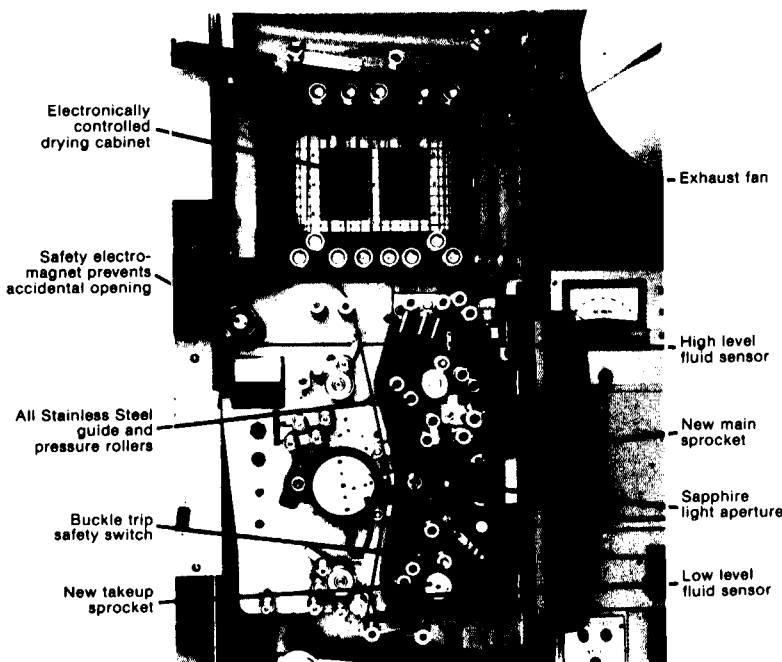 Electronically
controlled
drying cabinet
Safety electro-
magnet prevents
accidental opening
All Stainless Steel
guide and
pressure rollers
Buckle trip
safety switch
New takeup
sprocket
Exhaust fan
High level
fluid sensor
New main
sprocket
Sapphire
light aperture
Low level
fluid sensor